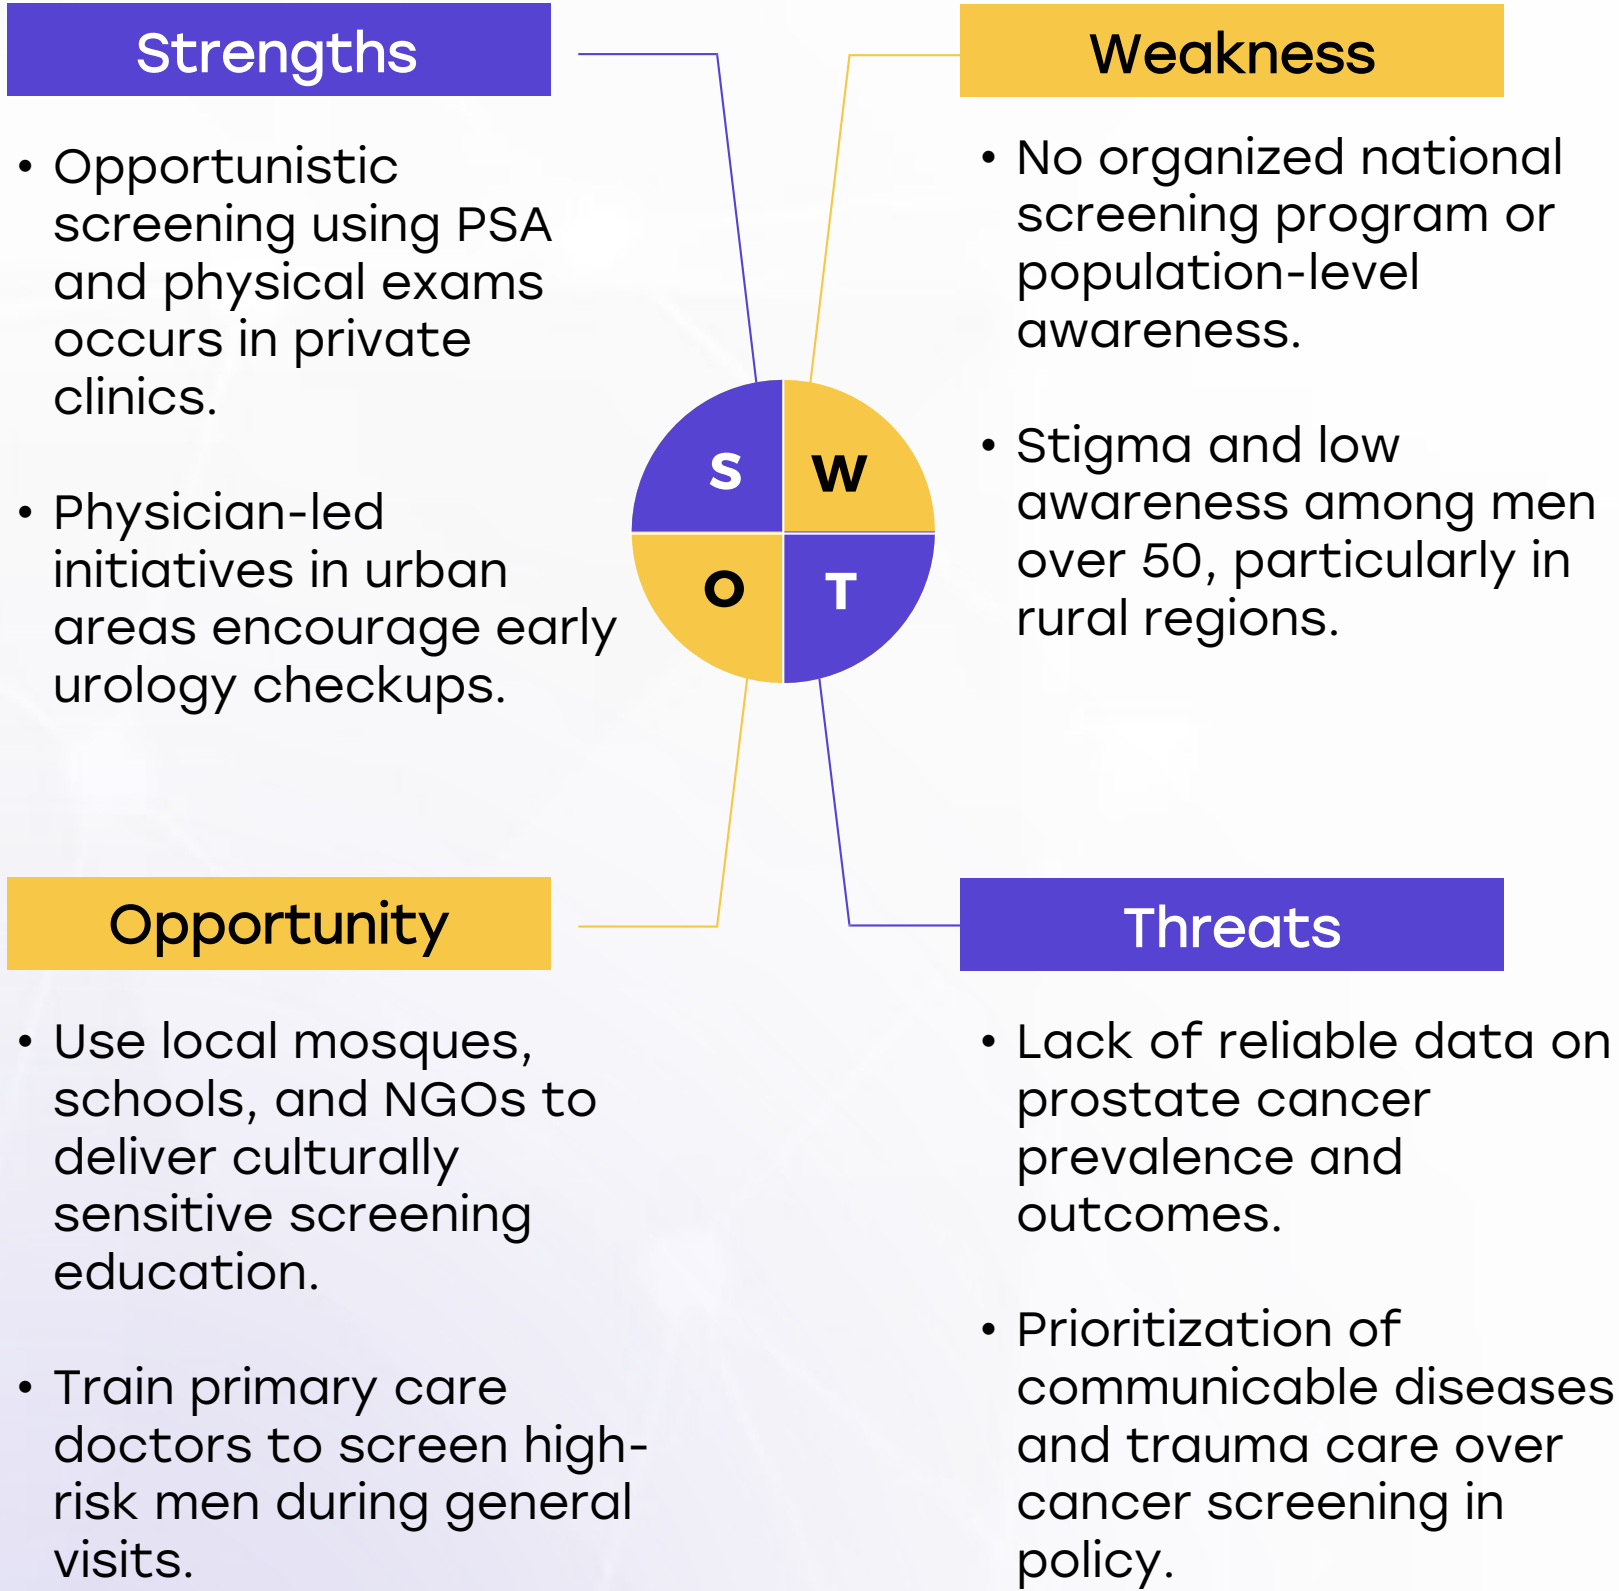 Strengths
• Opportunistic
screening using PSA
and physical exams
occurs in private
clinics.
• Physician-led
initiatives in urban
areas encourage early
urology checkups.
Weakness
• No organized national
screening program or
population-level
awareness.
• Stigma and low
awareness among men
over 50, particularly in
rural regions.
S
W
O
T
Opportunity
• Use local mosques,
schools, and NGOs to
deliver culturally
sensitive screening
education.
• Train primary care
doctors to screen high-
risk men during general
visits.
Threats
• Lack of reliable data on
prostate cancer
prevalence and
outcomes.
• Prioritization of
communicable diseases
and trauma care over
cancer screening in
policy.